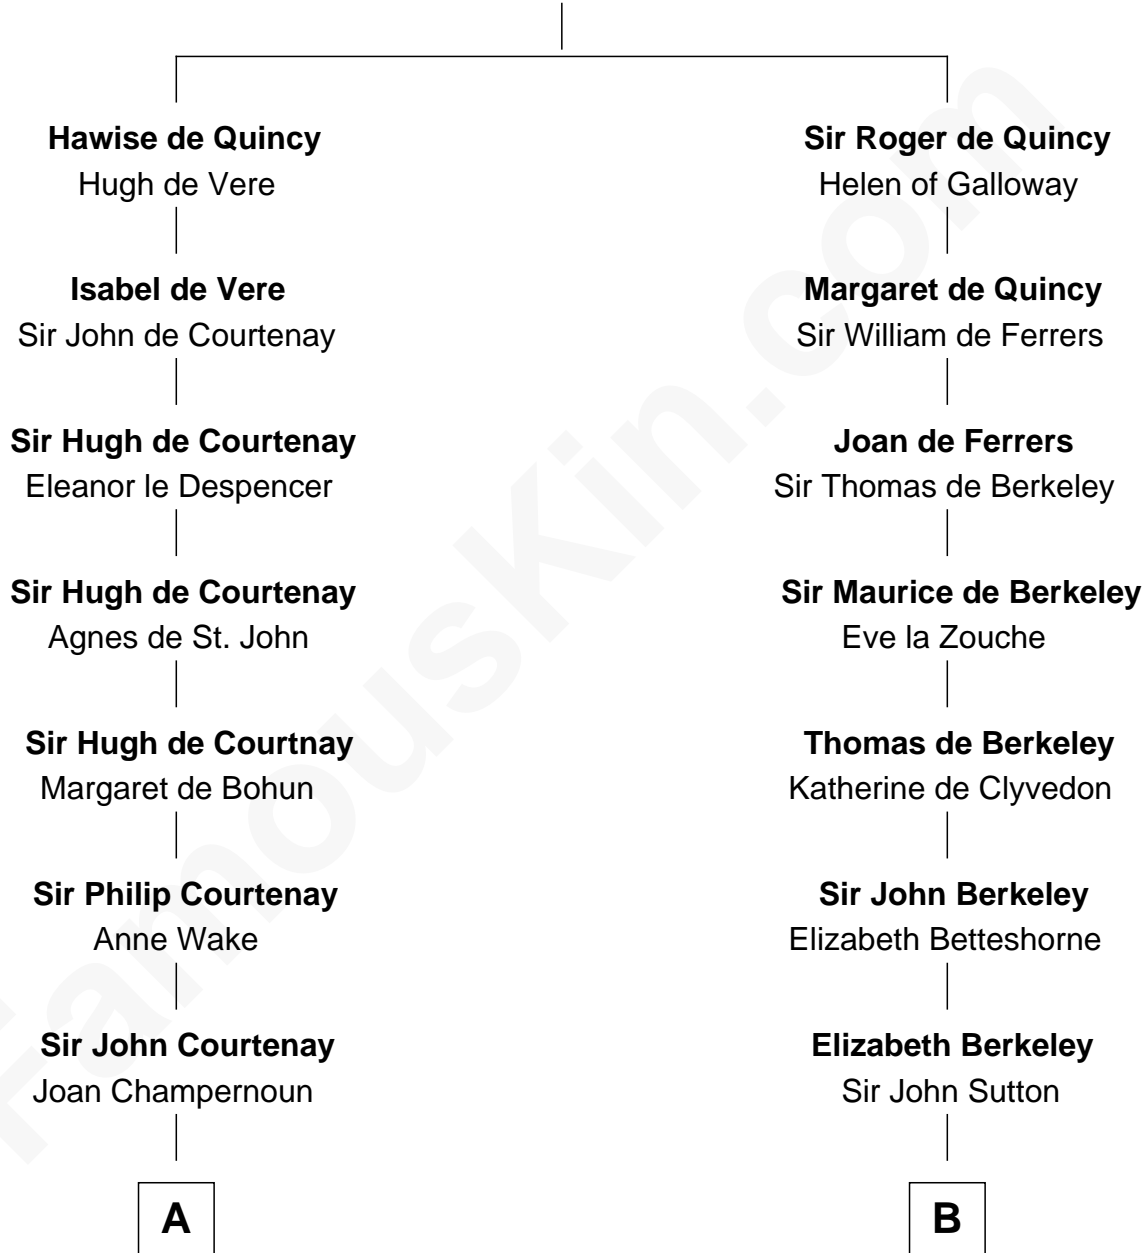 Hawise de Quincy
Hugh de Vere
Isabel de Vere
Sir John de Courtenay
Sir Hugh de Courtenay
Eleanor le Despencer
Sir Hugh de Courtenay
Agnes de St. John
Sir Hugh de Courtnay
Margaret de Bohun
Sir Philip Courtenay
Anne Wake
Sir John Courtenay
Joan Champernoun
A
Sir Roger de Quincy
Helen of Galloway
Margaret de Quincy
Sir William de Ferrers
Joan de Ferrers
Sir Thomas de Berkeley
Sir Maurice de Berkeley
Eve la Zouche
Thomas de Berkeley
Katherine de Clyvedon
Sir John Berkeley
Elizabeth Betteshorne
Elizabeth Berkeley
Sir John Sutton
B
FamousKin.com